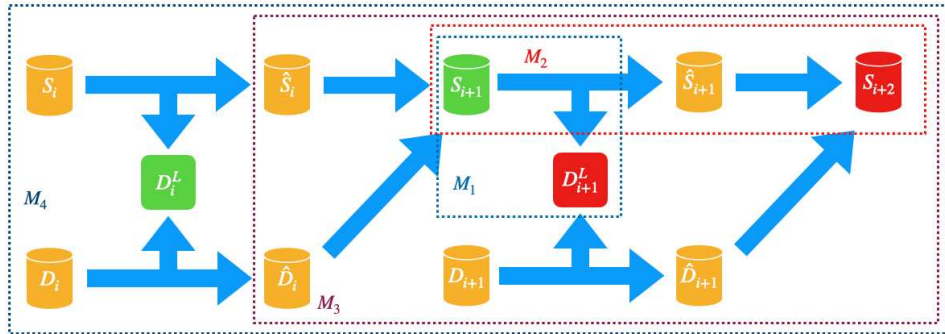 M₂
Sᵢ Ŝᵢ Sᵢ₊₁ Ŝᵢ₊₁ Sᵢ₊₂
Dᵢᴸ M₁ Dᵢ₊₁ᴸ
M₄
Dᵢ D̂ᵢ Dᵢ₊₁ D̂ᵢ₊₁
M₃